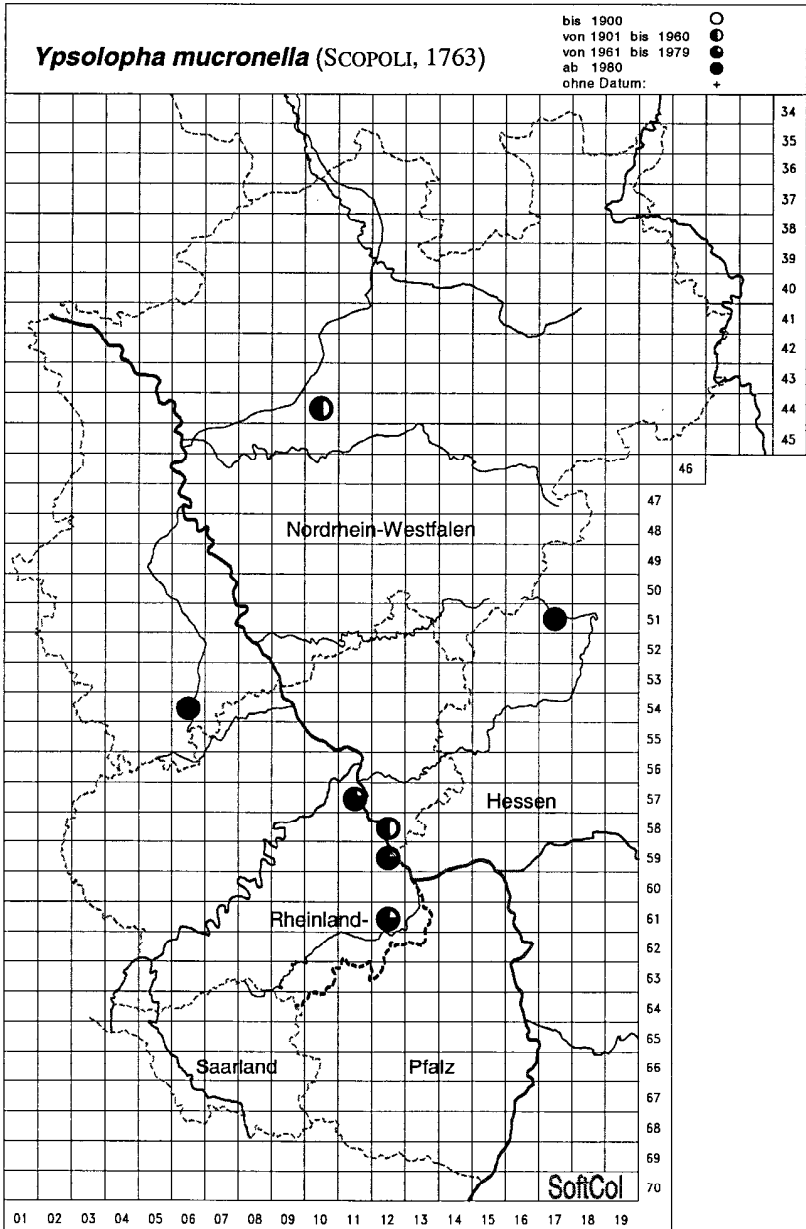 Ypsolopha mucronella (SCOPOLI, 1763)
bis 1900
von 1901 bis 1960
von 1961 bis 1979
ab 1980
ohne Datum: +
34
35
36
37
38
39
40
41
42
43
44
45
46
47
Nordrhein-Westfalen
48
49
50
51
52
53
54
55
56
Hessen
57
58
59
60
Rheinland-
61
62
63
64
65
Saarland
Pfalz
66
67
68
69
SoftCol
70
01 02 03 04 05 06 07 08 09 10 11 12 13 14 15 16 17 18 19